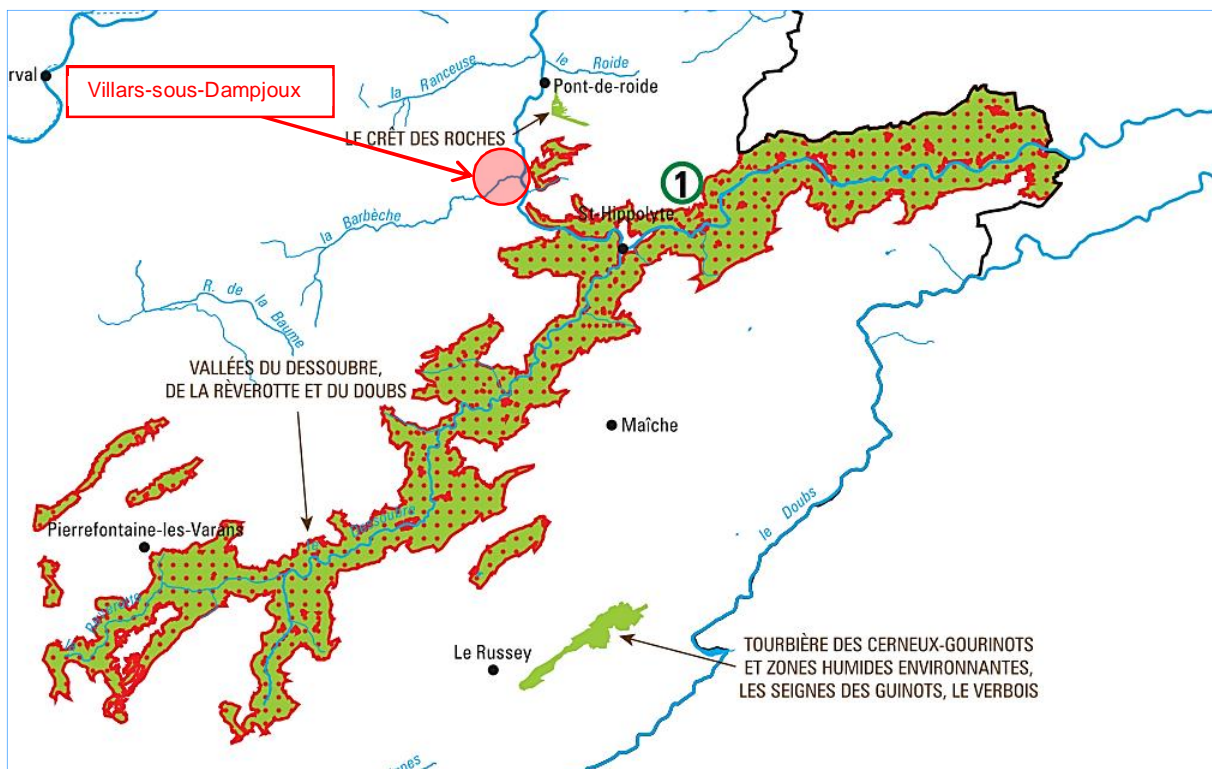 rval
Villars-sous-Dampjoux
la Ranceuse
le Roide
Pont-de-roide
LE CRÊT DES ROCHES
1
St-Hippolyte
la Barbèche
R. de la Baume
VALLÉES DU DESSOUBRE,
DE LA RÈVEROTTE ET DU DOUBS
Maîche
le Doubs
Pierrefontaine-les-Varans
le Dessoubre
Le Russey
TOURBIÈRE DES CERNEUX-GOURINOTS
ET ZONES HUMIDES ENVIRONNANTES,
LES SEIGNES DES GUINOTS, LE VERBOIS